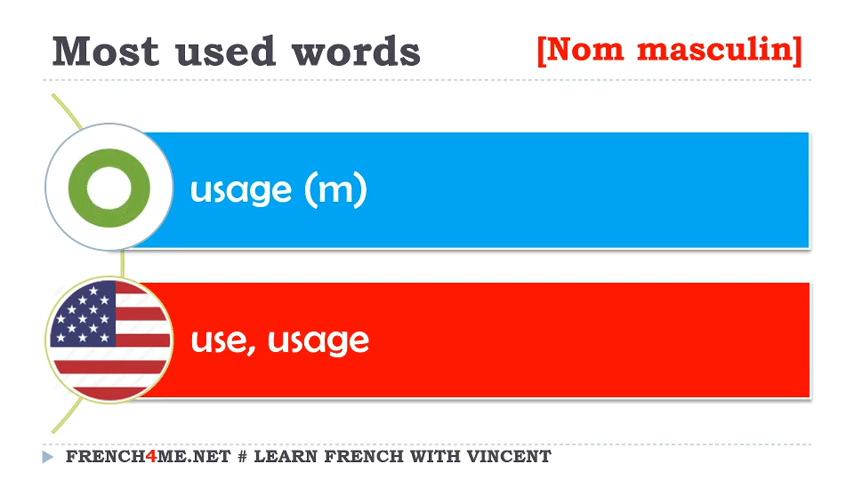 Most used words
[Nom masculin]
usage (m)
use, usage
FRENCH4ME.NET # LEARN FRENCH WITH VINCENT